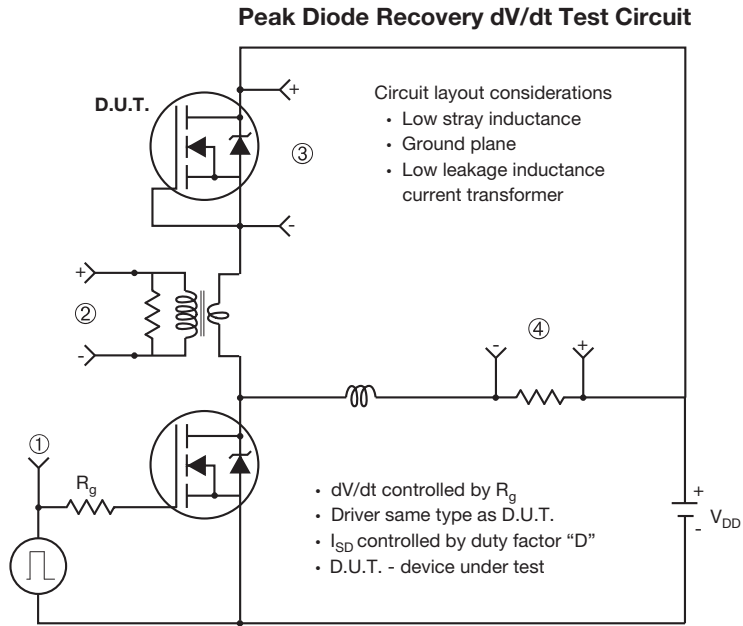 Peak Diode Recovery dV/dt Test Circuit
D.U.T.
+
-
③
Circuit layout considerations
• Low stray inductance
• Ground plane
• Low leakage inductance
current transformer
+
-
②
-
④
+
①
Rg
• dV/dt controlled by Rg
• Driver same type as D.U.T.
• ISD controlled by duty factor “D”
• D.U.T. - device under test
+
-
VDD